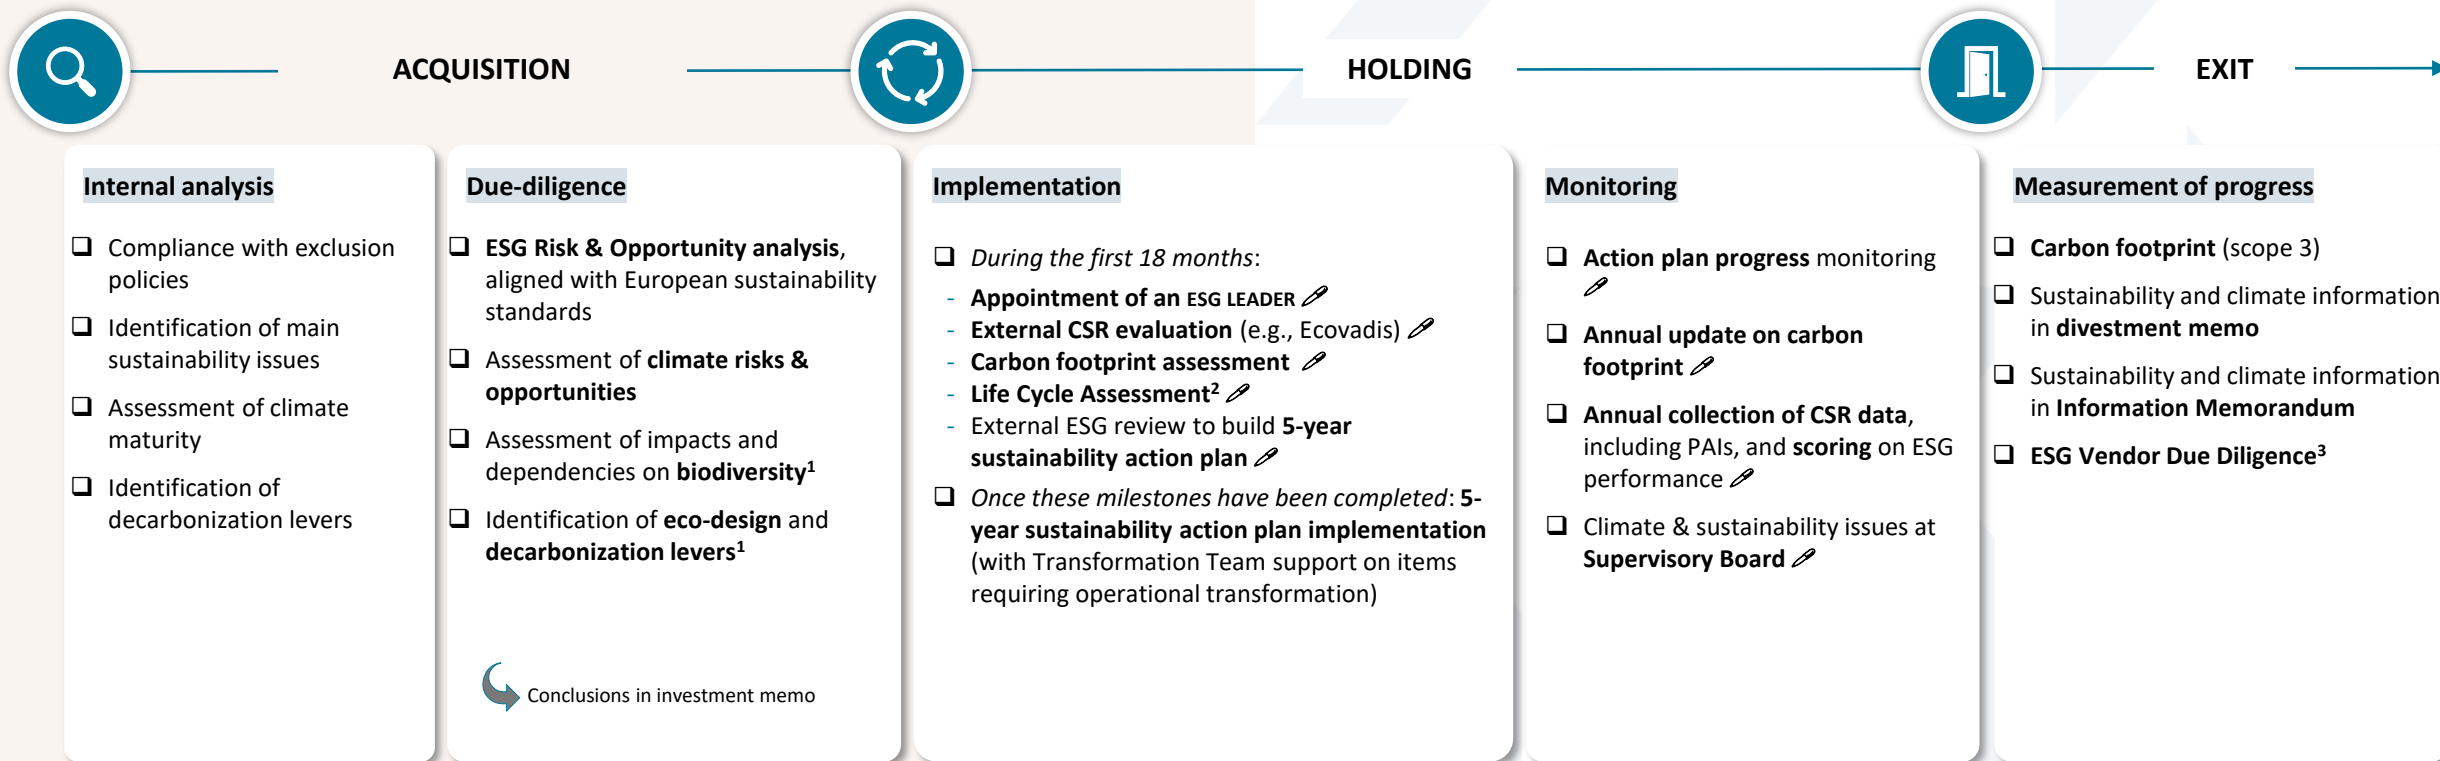 ACQUISITION
HOLDING
EXIT
Internal analysis
❑ Compliance with exclusion
policies
❑ Identification of main
sustainability issues
❑ Assessment of climate
maturity
❑ Identification of
decarbonization levers
Due-diligence
❑ ESG Risk & Opportunity analysis,
aligned with European sustainability
standards
❑ Assessment of climate risks &
opportunities
❑ Assessment of impacts and
dependencies on biodiversity¹
❑ Identification of eco-design and
decarbonization levers¹
Conclusions in investment memo
Implementation
❑ During the first 18 months:
- Appointment of an ESG LEADER
- External CSR evaluation (e.g., Ecovadis)
- Carbon footprint assessment
- Life Cycle Assessment²
- External ESG review to build 5-year
sustainability action plan
❑ Once these milestones have been completed: 5-
year sustainability action plan implementation
(with Transformation Team support on items
requiring operational transformation)
Monitoring
❑ Action plan progress monitoring
❑ Annual update on carbon
footprint
❑ Annual collection of CSR data,
including PAIs, and scoring on ESG
performance
❑ Climate & sustainability issues at
Supervisory Board
Measurement of progress
❑ Carbon footprint (scope 3)
❑ Sustainability and climate information
in divestment memo
❑ Sustainability and climate information
in Information Memorandum
❑ ESG Vendor Due Diligence³